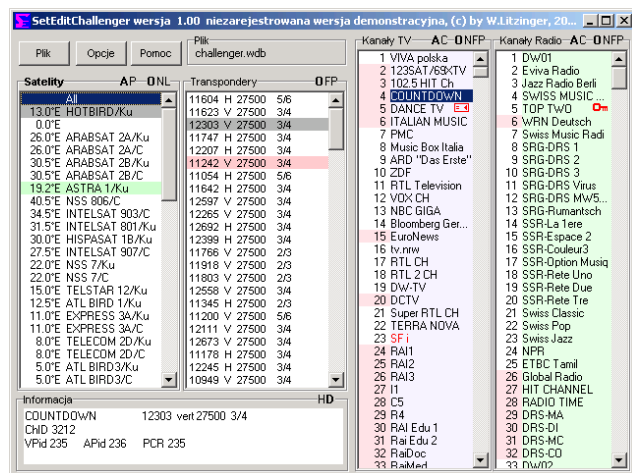 SetEditChallenger wersja 1.00 niezarejestrowana wersja demonstracyjna, (c) by W.Litzinger, 20...
Plik
Opcje
Pomoc
Plik
challenger.wdb
Satelity AP ONL
All
13.0°E HOTBIRD/Ku
0.0°E
26.0°E ARABSAT 2A/Ku
26.0°E ARABSAT 2A/C
30.5°E ARABSAT 2B/Ku
30.5°E ARABSAT 2B/C
19.2°E ASTRA 1/Ku
40.5°E NSS 806/C
34.5°E INTELSAT 903/C
31.5°E INTELSAT 801/Ku
30.0°E HISPASAT 1B/Ku
27.5°E INTELSAT 907/C
22.0°E NSS 7/Ku
22.0°E NSS 7/C
15.0°E TELSTAR 12/Ku
12.5°E ATL BIRD 1/Ku
11.0°E EXPRESS 3A/Ku
11.0°E EXPRESS 3A/C
8.0°E TELECOM 2D/Ku
8.0°E TELECOM 2D/C
5.0°E ATL BIRD3/Ku
5.0°E ATL BIRD3/C
Transpondery OFP
11604 H 27500 5/6
11623 V 27500 3/4
12303 V 27500 3/4
11747 H 27500 3/4
12207 H 27500 3/4
11242 V 27500 3/4
11054 H 27500 5/6
11642 H 27500 3/4
12597 V 27500 3/4
12265 V 27500 3/4
12692 H 27500 3/4
12399 H 27500 3/4
11766 V 27500 2/3
11918 V 27500 2/3
11803 V 27500 2/3
12558 V 27500 3/4
11345 H 27500 2/3
11200 V 27500 5/6
12111 V 27500 3/4
12673 V 27500 3/4
11178 H 27500 3/4
12245 H 27500 3/4
10949 V 27500 3/4
Informacja HD
COUNTDOWN 12303 vert 27500 3/4
ChID 3212
VPid 235 APid 236 PCR 235
Kanały TV AC ONFP
1 VIVA polska
2 123SAT/69XTV
3 102.5 HIT Ch
4 COUNTDOWN
5 DANCE TV
6 ITALIAN MUSIC
7 PMC
8 Music Box Italia
9 ARD "Das Erste"
10 ZDF
11 RTL Television
12 VOX CH
13 NBC GIGA
14 Bloomberg Ger...
15 EuroNews
16 tv.nrw
17 RTL CH
18 RTL 2 CH
19 DW-TV
20 DCTV
21 Super RTL CH
22 TERRA NOVA
23 SF i
24 RAI1
25 RAI2
26 RAI3
27 I1
28 C5
29 R4
30 RAI Edu 1
31 Rai Edu 2
32 RaiDoc
33 RaiMed
Kanały Radio AC ONFP
1 DW01
2 Eviva Radio
3 Jazz Radio Berli
4 SWISS MUSIC ...
5 TOP TWO
6 WRN Deutsch
7 Swiss Music Radi
8 SRG-DRS 1
9 SRG-DRS 2
10 SRG-DRS 3
11 SRG-DRS Virus
12 SRG-DRS MW5...
13 SRG-Rumantsch
14 SSR-La 1ere
15 SSR-Espace 2
16 SSR-Couleur3
17 SSR-Option Musiq
18 SSR-Rete Uno
19 SSR-Rete Due
20 SSR-Rete Tre
21 Swiss Classic
22 Swiss Pop
23 Swiss Jazz
24 NPR
25 ETBC Tamil
26 Global Radio
27 HIT CHANNEL
28 RADIO TIME
29 DRS-MA
30 DRS-DI
31 DRS-MC
32 DRS-CO
33 DW02